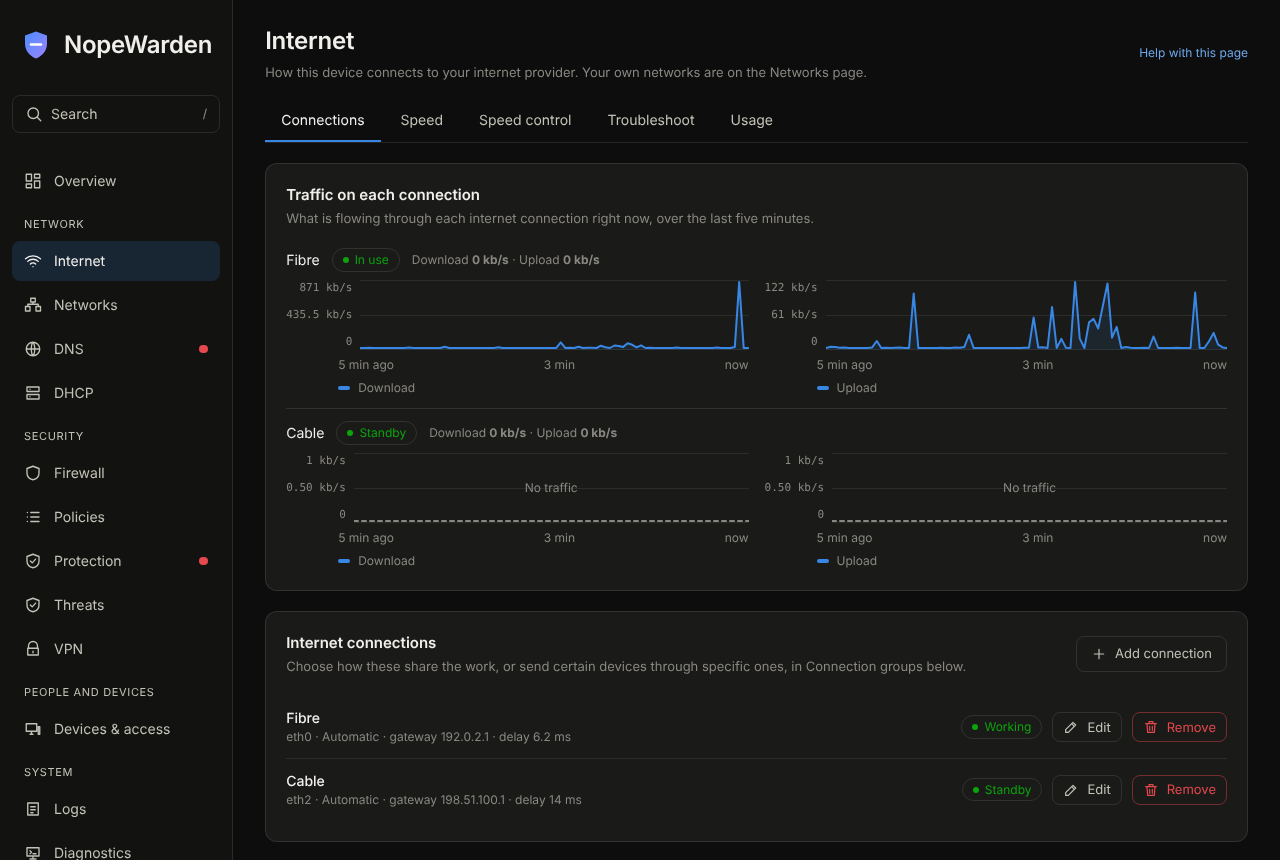 NopeWarden
Search /
Overview
NETWORK
Internet
Networks
DNS
DHCP
SECURITY
Firewall
Policies
Protection
Threats
VPN
PEOPLE AND DEVICES
Devices & access
SYSTEM
Logs
Diagnostics
Internet
How this device connects to your internet provider. Your own networks are on the Networks page.
Help with this page
Connections Speed Speed control Troubleshoot Usage
Traffic on each connection
What is flowing through each internet connection right now, over the last five minutes.
Fibre In use Download 0 kb/s · Upload 0 kb/s
871 kb/s
435.5 kb/s
0
5 min ago 3 min now
Download
122 kb/s
61 kb/s
0
5 min ago 3 min now
Upload
Cable Standby Download 0 kb/s · Upload 0 kb/s
1 kb/s
0.50 kb/s
No traffic
0
5 min ago 3 min now
Download
1 kb/s
0.50 kb/s
No traffic
0
5 min ago 3 min now
Upload
Internet connections
Choose how these share the work, or send certain devices through specific ones, in Connection groups below.
Add connection
Fibre
eth0 · Automatic · gateway 192.0.2.1 · delay 6.2 ms
Working Edit Remove
Cable
eth2 · Automatic · gateway 198.51.100.1 · delay 14 ms
Standby Edit Remove